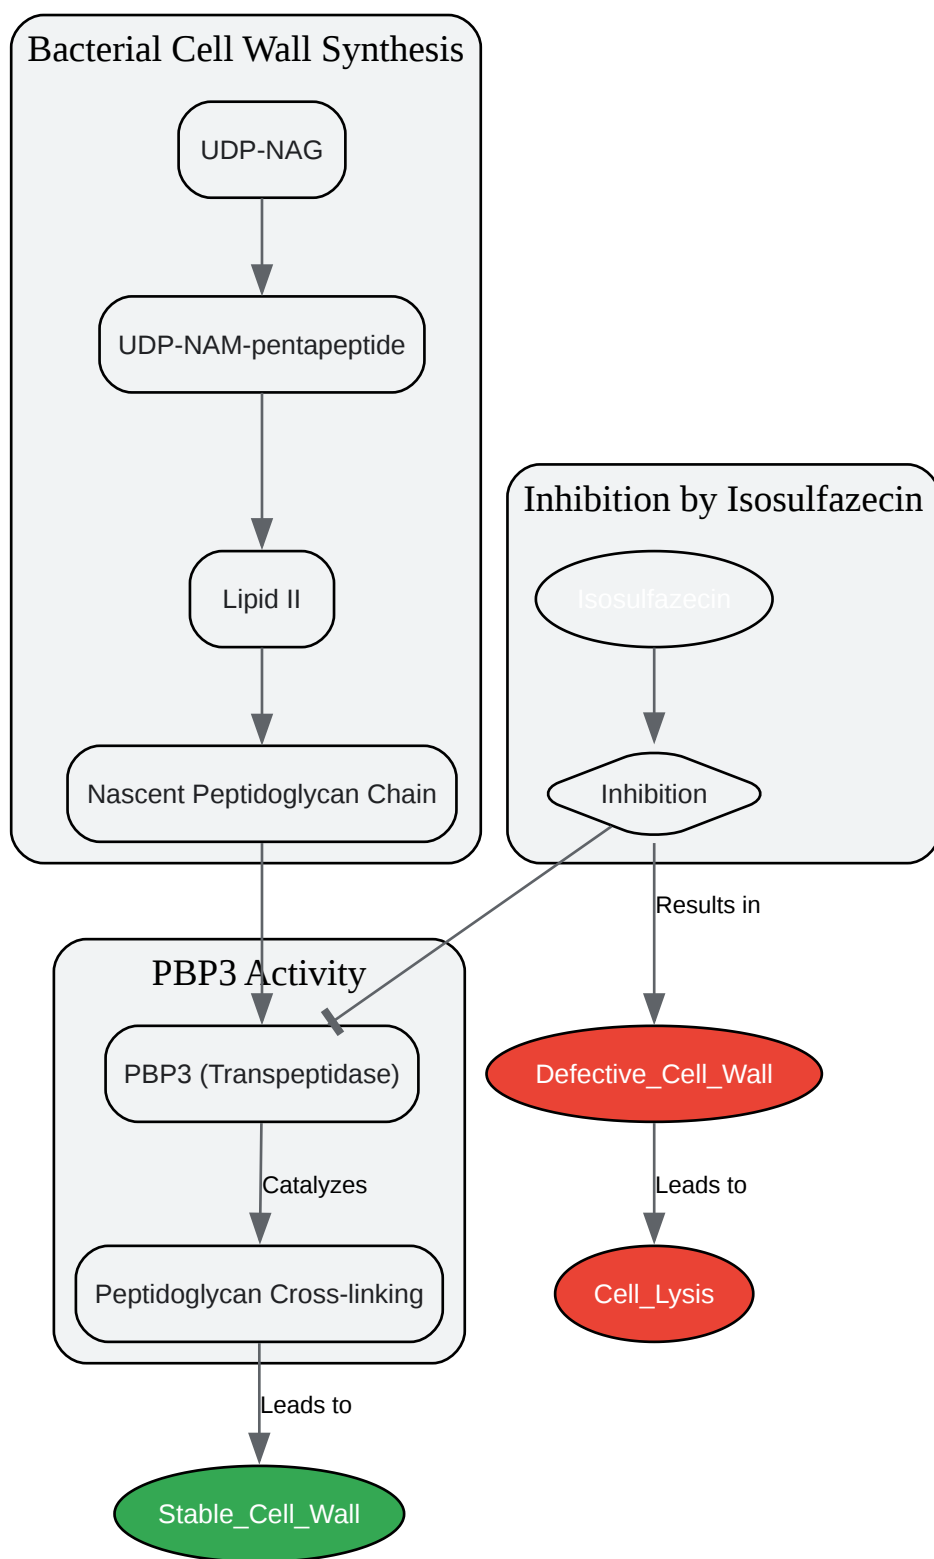 Bacterial Cell Wall Synthesis
UDP-NAG
UDP-NAM-pentapeptide
Lipid II
Nascent Peptidoglycan Chain
Inhibition by Isosulfazecin
Isosulfazecin
Inhibition
Results in
PBP3 Activity
PBP3 (Transpeptidase)
Defective_Cell_Wall
Catalyzes
Leads to
Peptidoglycan Cross-linking
Cell_Lysis
Leads to
Stable_Cell_Wall